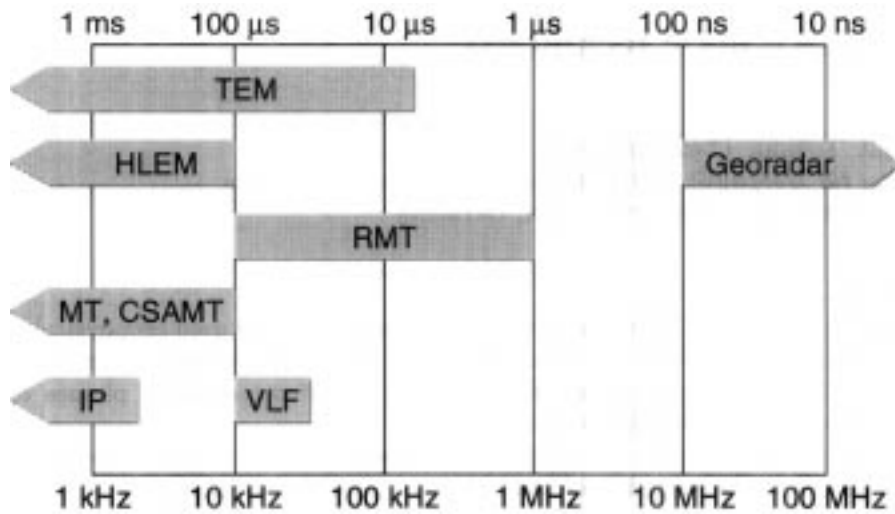 1 ms 100 µs 10 µs 1 µs 100 ns 10 ns
TEM
HLEM Georadar
RMT
MT, CSAMT
IP VLF
1 kHz 10 kHz 100 kHz 1 MHz 10 MHz 100 MHz